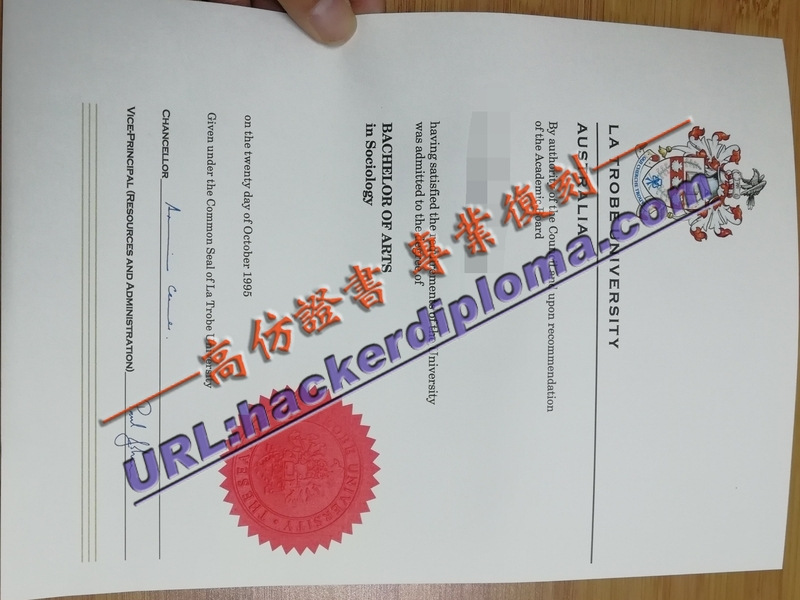 LA TROBE UNIVERSITY
AUSTRALIA
By authority of the Council and upon recommendation
of the Academic Board
having satisfied the requirements of the University
was admitted to the degree of
BACHELOR OF ARTS
in Sociology
on the twenty day of October 1995
Given under the Common Seal of La Trobe University
CHANCELLOR
VICE-PRINCIPAL (RESOURCES AND ADMINISTRATION)
高仿證書 專業復刻
URL:hackerdiploma.com